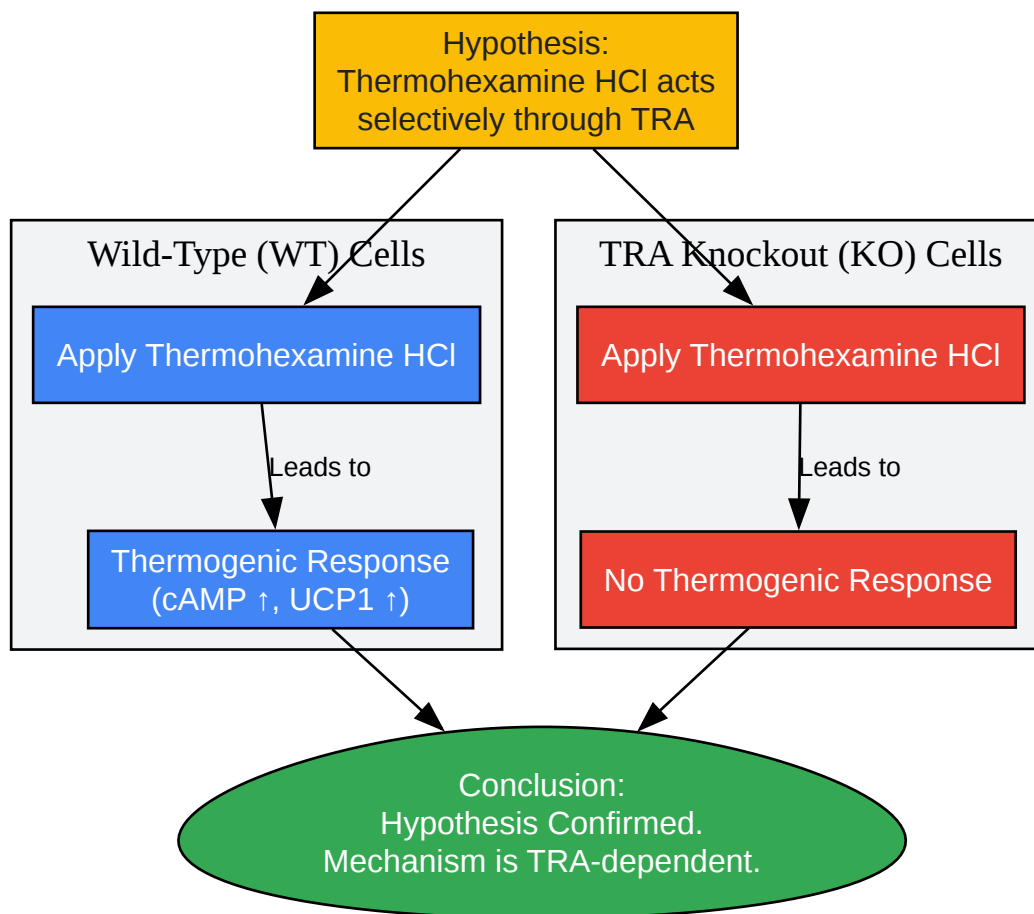 Hypothesis:
Thermohexamine HCl acts
selectively through TRA
Wild-Type (WT) Cells
Apply Thermohexamine HCl
Leads to
Thermogenic Response
(cAMP ↑, UCP1 ↑)
TRA Knockout (KO) Cells
Apply Thermohexamine HCl
Leads to
No Thermogenic Response
Conclusion:
Hypothesis Confirmed.
Mechanism is TRA-dependent.